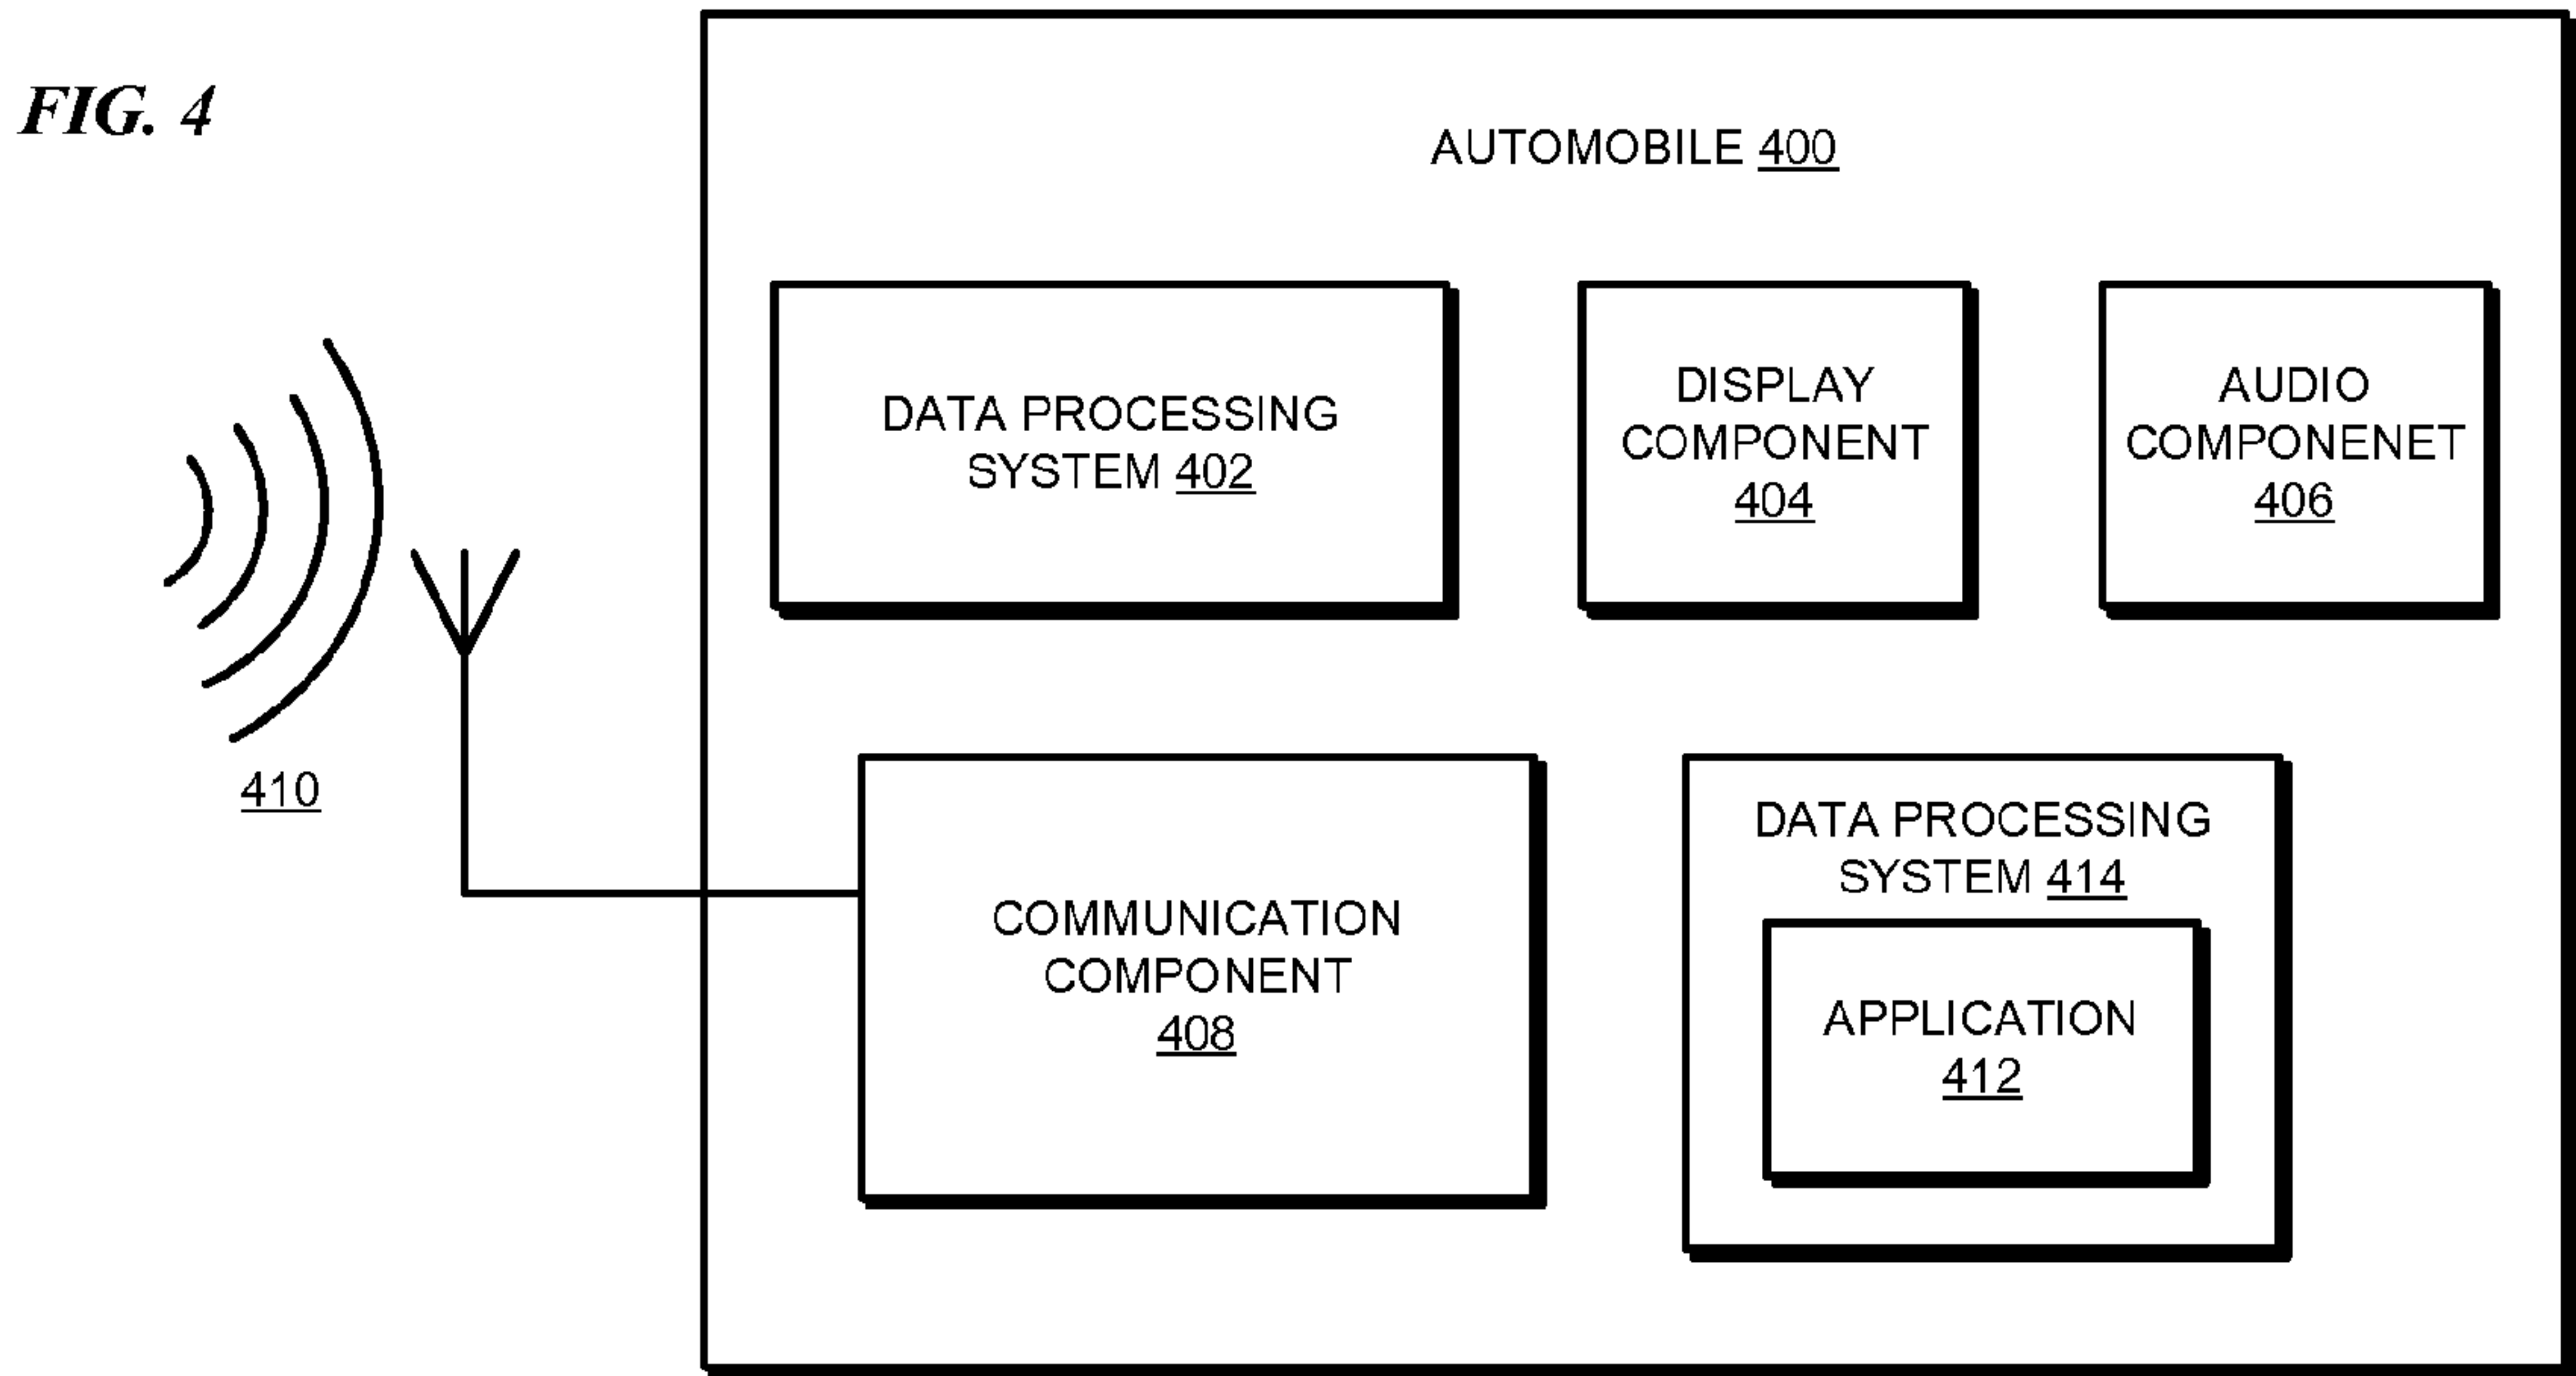 FIG. 4
AUTOMOBILE 400
DATA PROCESSING
SYSTEM 402
DISPLAY
COMPONENT
404
AUDIO
COMPONENET
406
410
COMMUNICATION
COMPONENT
408
DATA PROCESSING
SYSTEM 414
APPLICATION
412